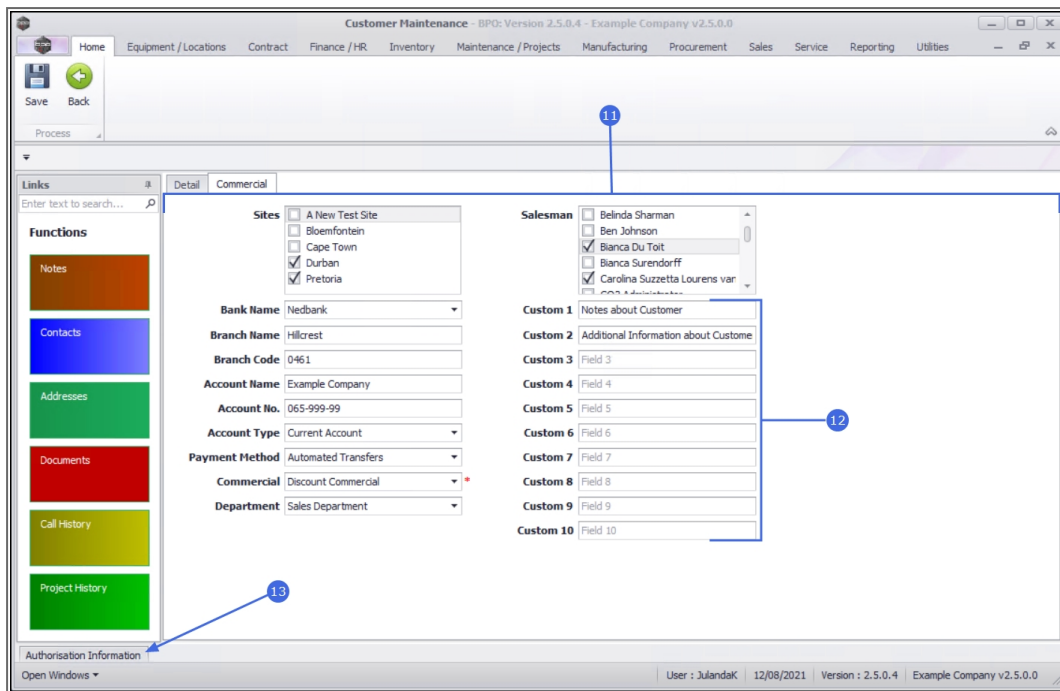 Customer Maintenance - BPO: Version 2.5.0.4 - Example Company v2.5.0.0
Home Equipment / Locations Contract Finance / HR Inventory Maintenance / Projects Manufacturing Procurement Sales Service Reporting Utilities
Save Back
Process
11
Links
Detail Commercial
Enter text to search...
Functions
Notes
Contacts
Addresses
Documents
Call History
Project History
Sites A New Test Site
Bloemfontein
Cape Town
Durban
Pretoria
Bank Name Nedbank
Branch Name Hillcrest
Branch Code 0461
Account Name Example Company
Account No. 065-999-99
Account Type Current Account
Payment Method Automated Transfers
Commercial Discount Commercial *
Department Sales Department
Salesman Belinda Sharman
Ben Johnson
Bianca Du Toit
Bianca Surendorff
Carolina Suzzetta Lourens van
Custom 1 Notes about Customer
Custom 2 Additional Information about Custome
Custom 3 Field 3
Custom 4 Field 4
Custom 5 Field 5
Custom 6 Field 6
Custom 7 Field 7
Custom 8 Field 8
Custom 9 Field 9
Custom 10 Field 10
12
13
Authorisation Information
Open Windows User : JulandaK 12/08/2021 Version : 2.5.0.4 Example Company v2.5.0.0